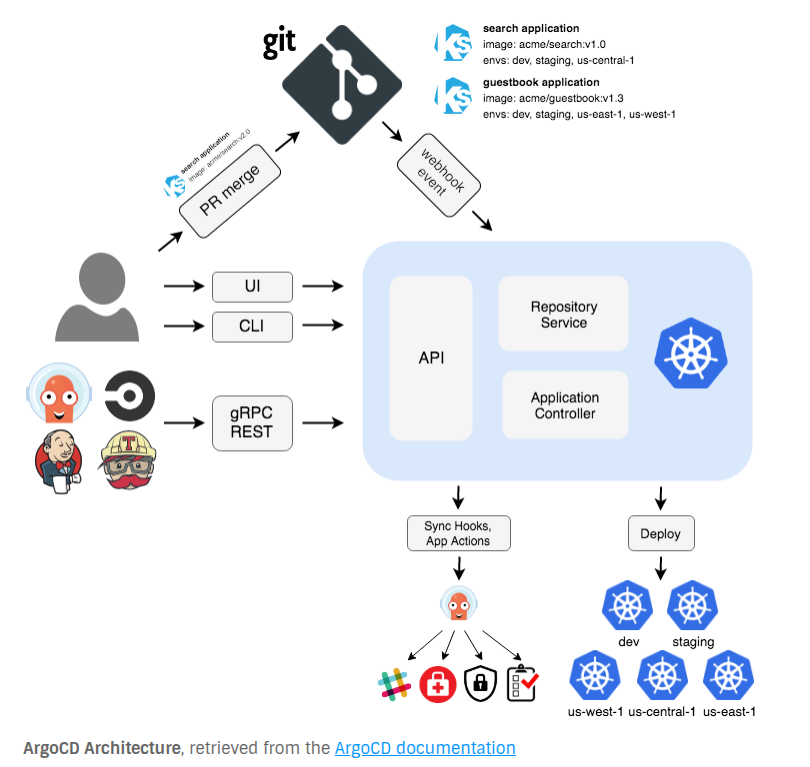 git
search application
image: acme/search:v1.0
envs: dev, staging, us-central-1
guestbook application
image: acme/guestbook:v1.3
envs: dev, staging, us-east-1, us-west-1
search application
image: acme/search:v2.0
PR merge
webhook
event
UI
CLI
gRPC
REST
API
Repository
Service
Application
Controller
Sync Hooks,
App Actions
Deploy
dev
staging
us-west-1
us-central-1
us-east-1
ArgoCD Architecture, retrieved from the ArgoCD documentation